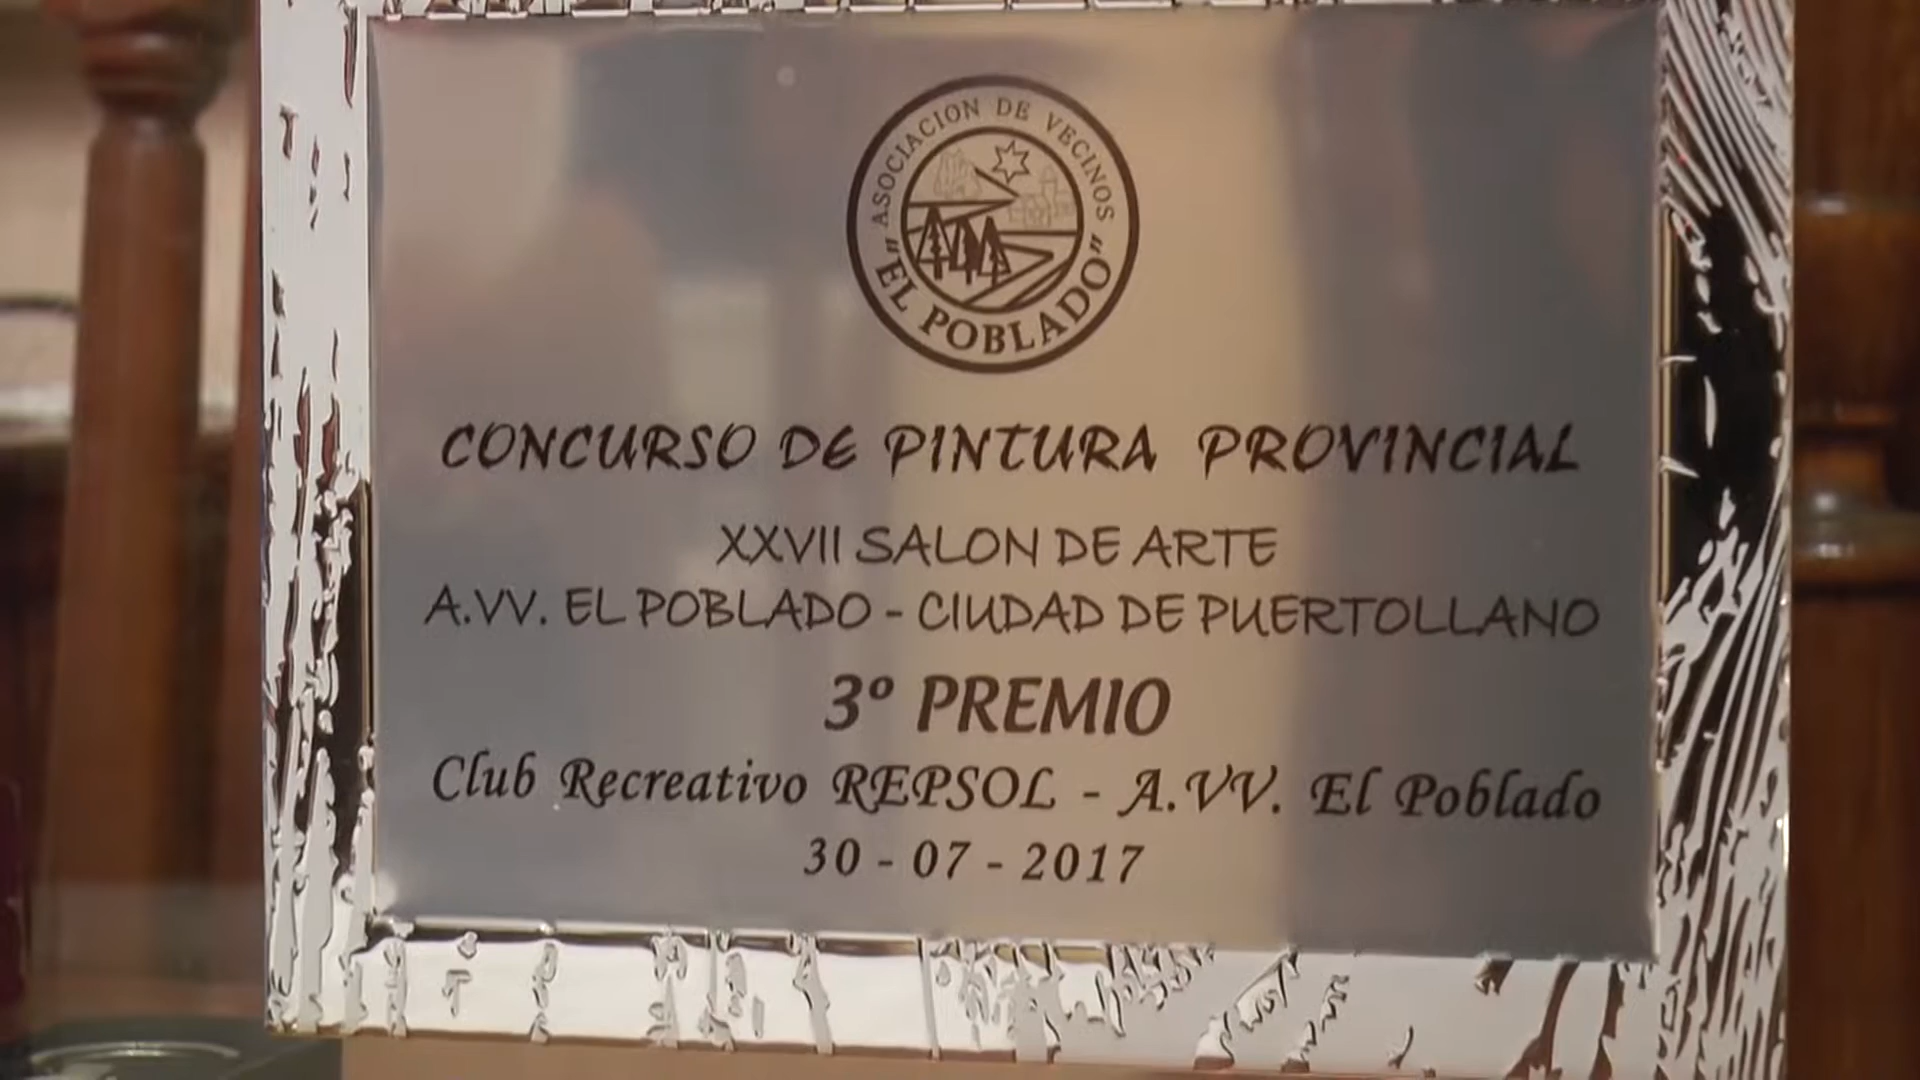 ASOCIACION DE VECINOS
"EL POBLADO"
CONCURSO DE PINTURA PROVINCIAL
XXVII SALON DE ARTE
A.VV. EL POBLADO - CIUDAD DE PUERTOLLANO
3º PREMIO
Club Recreativo REPSOL - A.VV. El Poblado
30 - 07 - 2017